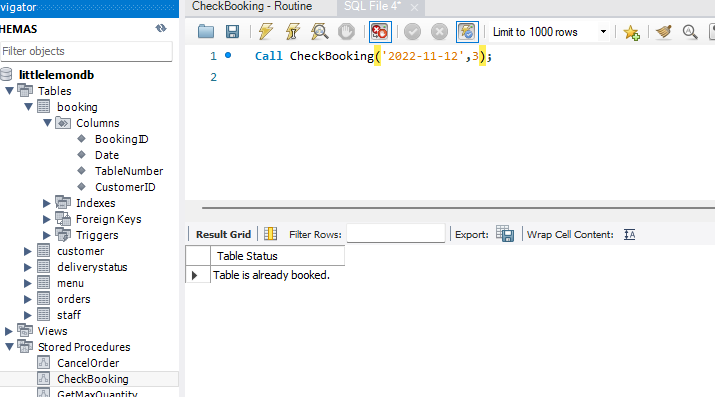 vigator
HEMAS
Filter objects
littlelemondb
Tables
booking
Columns
BookingID
Date
TableNumber
CustomerID
Indexes
Foreign Keys
Triggers
customer
deliverystatus
menu
orders
staff
Views
Stored Procedures
CancelOrder
CheckBooking
GetMaxQuantity
CheckBooking - Routine
SQL File 4*
Limit to 1000 rows
1 Call CheckBooking('2022-11-12',3);
2
Result Grid Filter Rows: Export: Wrap Cell Content:
Table Status
Table is already booked.